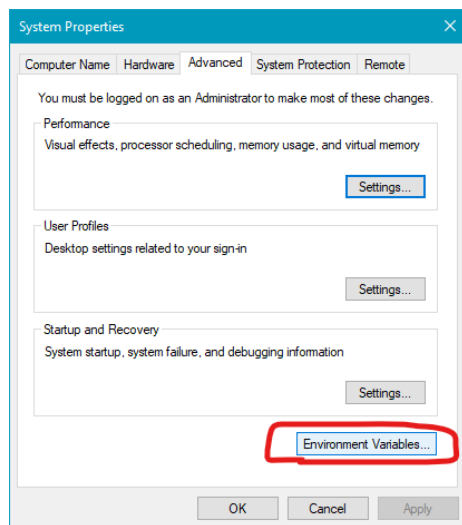 System Properties
Computer Name Hardware Advanced System Protection Remote
You must be logged on as an Administrator to make most of these changes.
Performance
Visual effects, processor scheduling, memory usage, and virtual memory
Settings...
User Profiles
Desktop settings related to your sign-in
Settings...
Startup and Recovery
System startup, system failure, and debugging information
Settings...
Environment Variables...
OK Cancel Apply